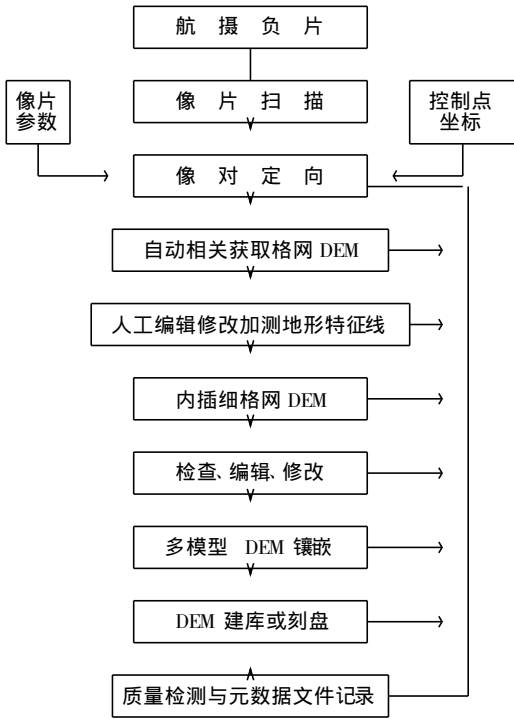 航 摄 负 片
像 片 扫 描
像片
参数
控制点
坐标
像 对 定 向
自动相关获取格网 DEM
人工编辑修改加测地形特征线
内插细格网 DEM
检查、编辑、修改
多模型 DEM 镶嵌
DEM 建库或刻盘
质量检测与元数据文件记录